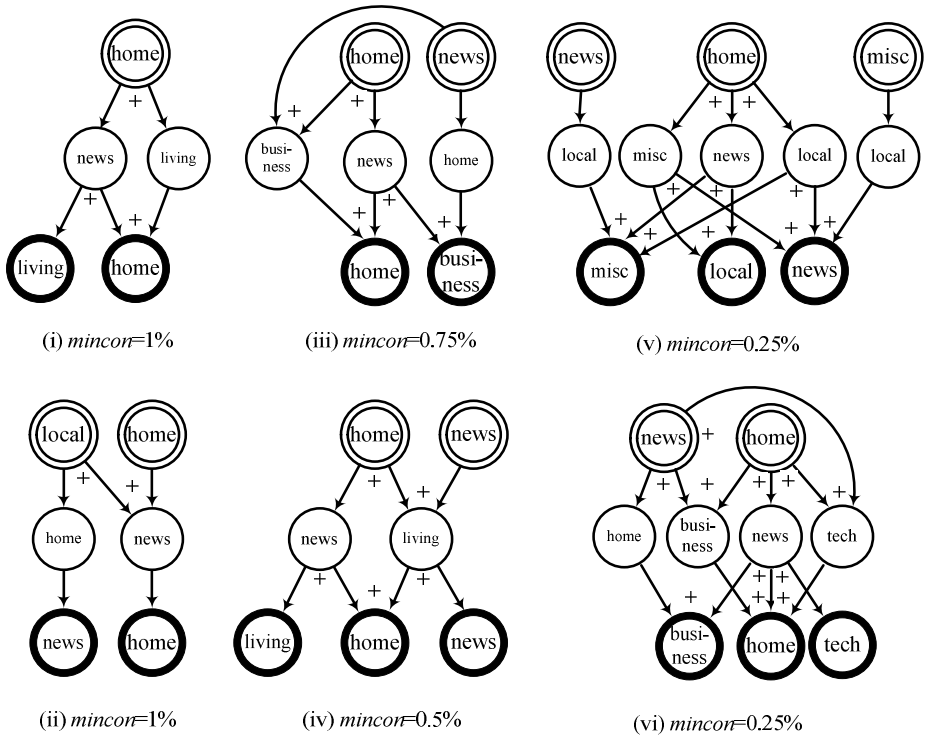 home
+
news
living
+
+
living
home
(i) mincon=1%
home
news
+
+
busi-
ness
news
home
+
+
+
home
busi-
ness
(iii) mincon=0.75%
news
home
misc
+
+
local
misc
news
local
local
+
+
+
+
+
+
+
+
misc
local
news
(v) mincon=0.25%
local
home
+
+
home
news
news
home
(ii) mincon=1%
home
news
+
+
news
living
+
+
+
living
home
news
(iv) mincon=0.5%
news
+
home
+
+
+
+
+
home
busi-
ness
news
tech
+
+
+
+
+
busi-
ness
home
tech
(vi) mincon=0.25%